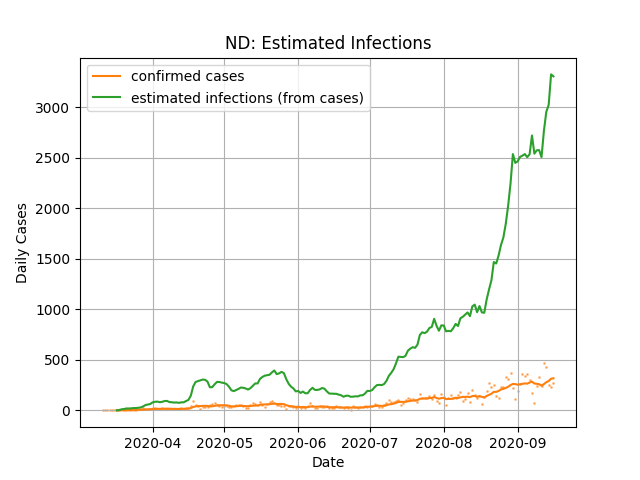 ND: Estimated Infections
confirmed cases
estimated infections (from cases)
3000
2500
2000
1500
1000
500
0
Daily Cases
2020-04 2020-05 2020-06 2020-07 2020-08 2020-09
Date